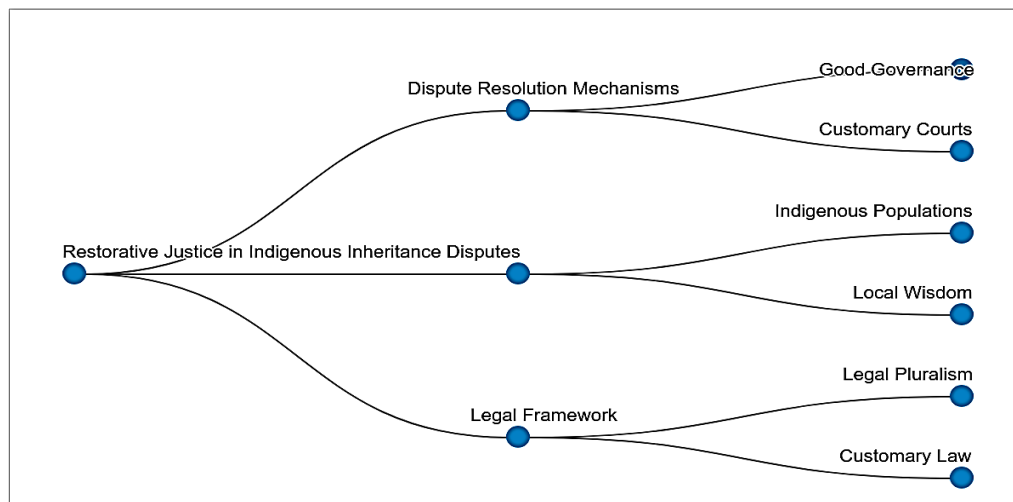 Good Governance
Dispute Resolution Mechanisms
Customary Courts
Indigenous Populations
Restorative Justice in Indigenous Inheritance Disputes
Local Wisdom
Legal Pluralism
Legal Framework
Customary Law